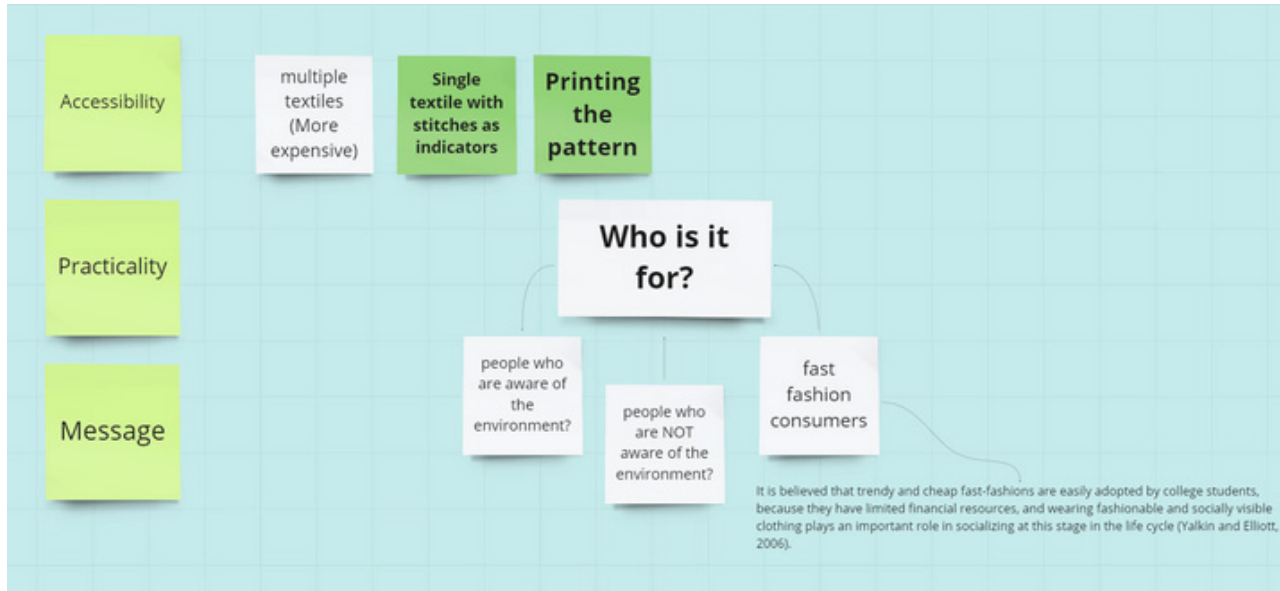 Accessibility
multiple
textiles
(More
expensive)
Single
textile with
stitches as
indicators
Printing
the
pattern
Practicality
Who is it
for?
Message
people who
are aware of
the
environment?
people who
are NOT
aware of the
environment?
fast
fashion
consumers
It is believed that trendy and cheap fast-fashions are easily adopted by college students,
because they have limited financial resources, and wearing fashionable and socially visible
clothing plays an important role in socializing at this stage in the life cycle (Yalkin and Elliott,
2006).